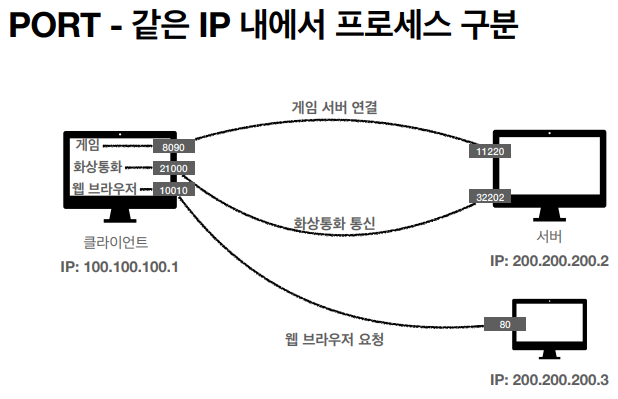 PORT - 같은 IP 내에서 프로세스 구분
게임 서버 연결
게임 8090
화상통화 21000
웹 브라우저 10010
11220
32202
화상통화 통신
클라이언트
IP: 100.100.100.1
서버
IP: 200.200.200.2
80
웹 브라우저 요청
IP: 200.200.200.3